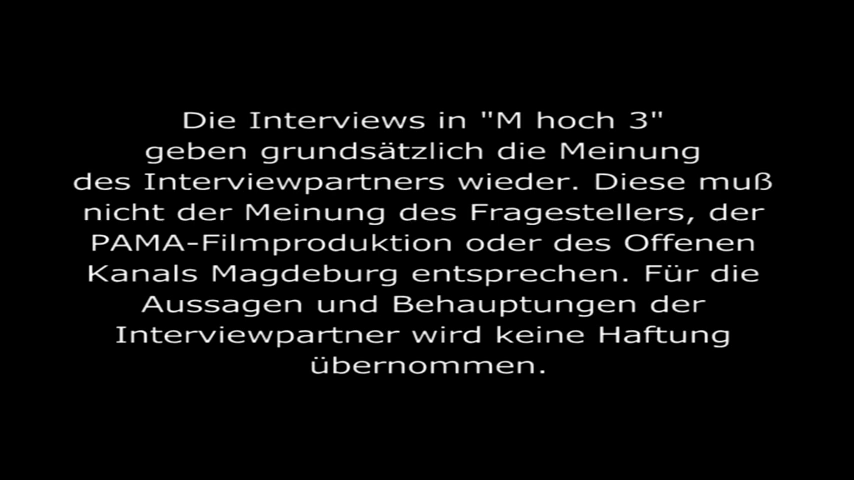 Die Interviews in "M hoch 3"
geben grundsätzlich die Meinung
des Interviewpartners wieder. Diese muß
nicht der Meinung des Fragestellers, der
PAMA-Filmproduktion oder des Offenen
Kanals Magdeburg entsprechen. Für die
Aussagen und Behauptungen der
Interviewpartner wird keine Haftung
übernommen.